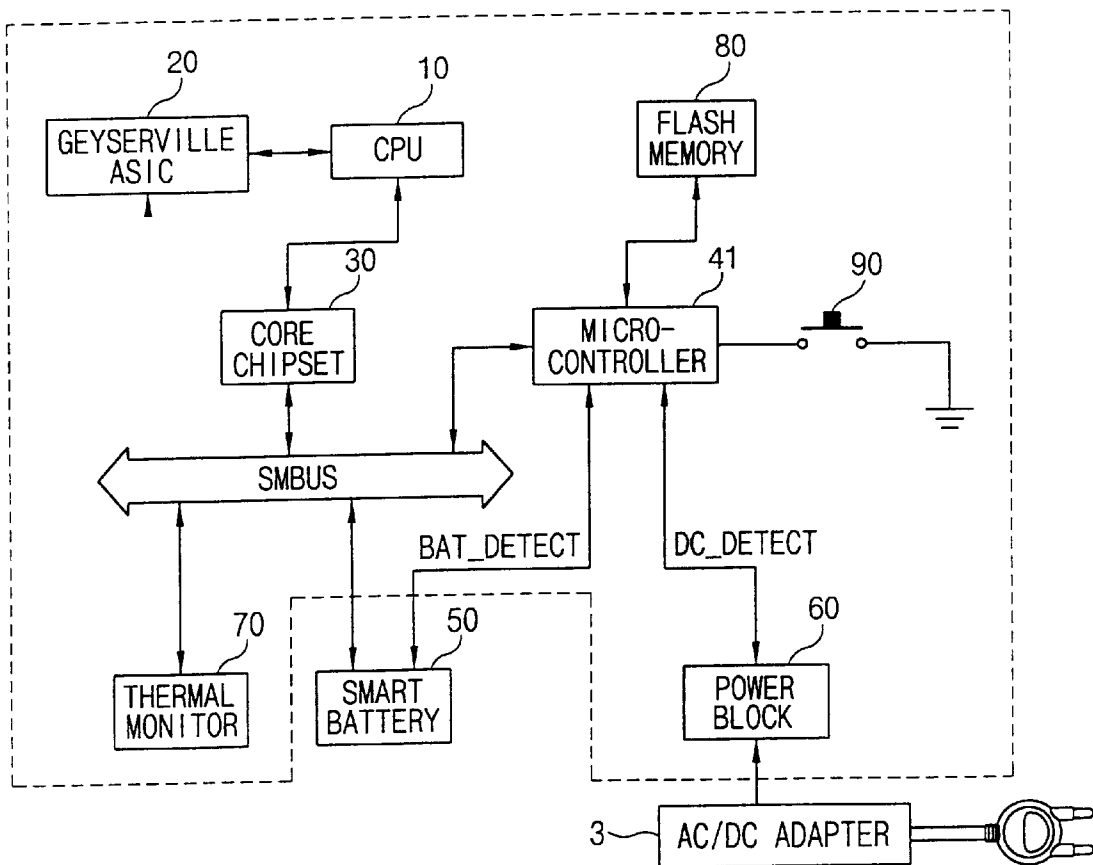 20
10
80
GEYSERVILLE
ASIC
CPU
FLASH
MEMORY
30
41
90
CORE
CHIPSET
MICRO-
CONTROLLER
SMBUS
BAT_DETECT
DC_DETECT
70
50
60
THERMAL
MONITOR
SMART
BATTERY
POWER
BLOCK
3
AC/DC ADAPTER